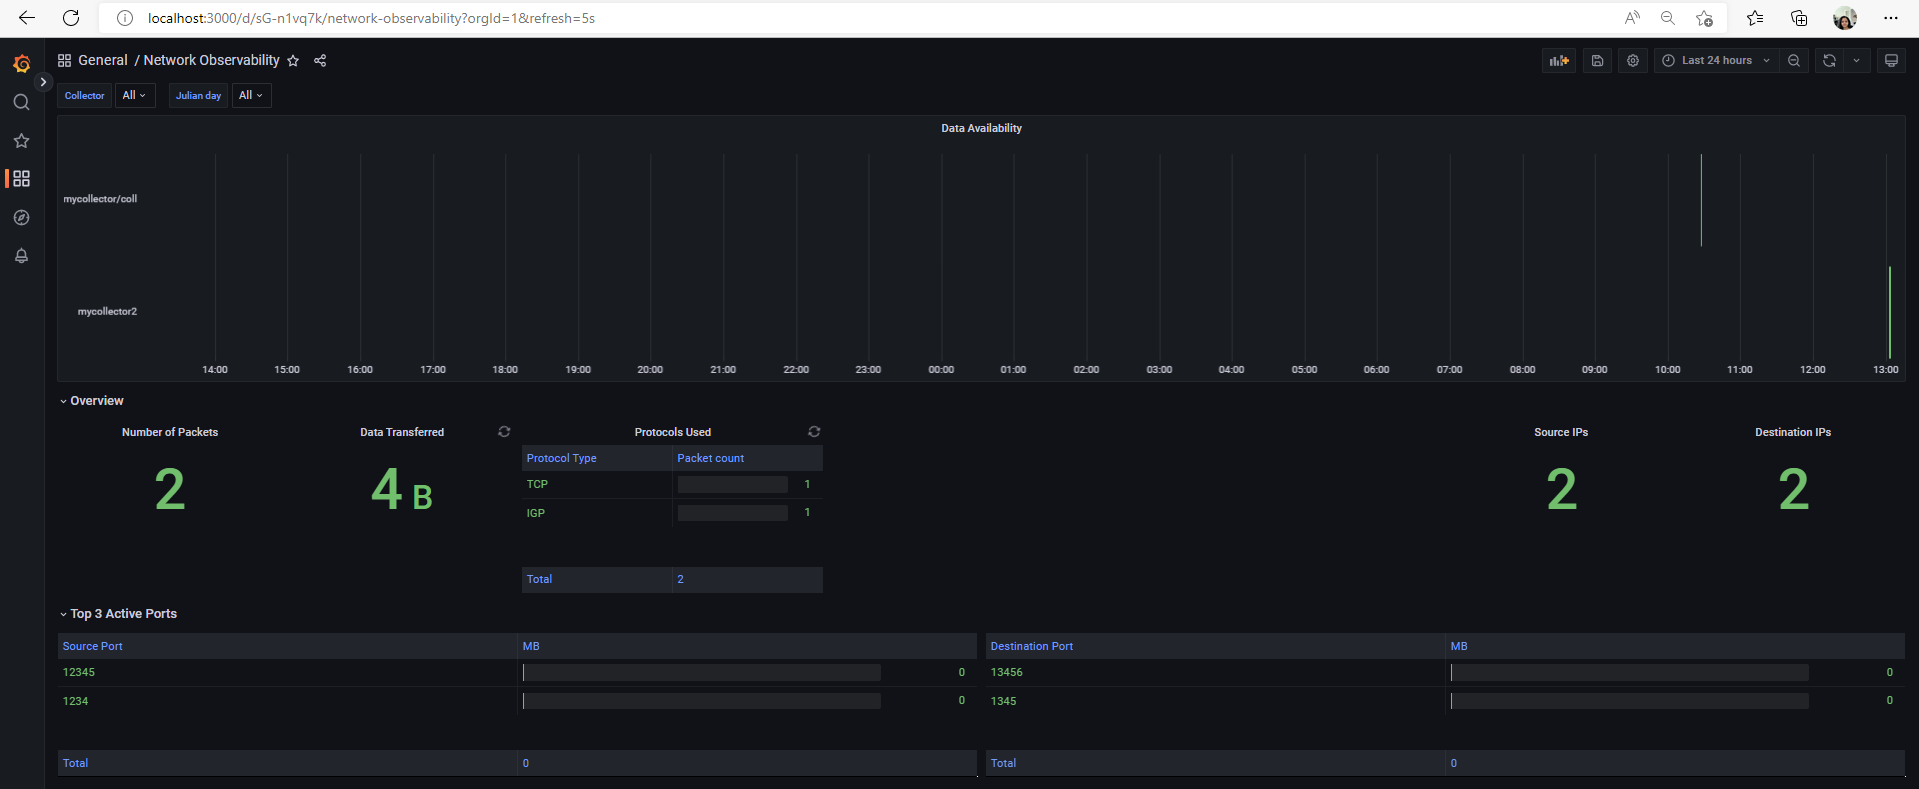 localhost:3000/d/sG-n1vq7k/network-observability?orgId=1&refresh=5s
General / Network Observability
Last 24 hours
Collector All Julian day All
Data Availability
mycollector/coll
mycollector2
14:00 15:00 16:00 17:00 18:00 19:00 20:00 21:00 22:00 23:00 00:00 01:00 02:00 03:00 04:00 05:00 06:00 07:00 08:00 09:00 10:00 11:00 12:00 13:00
Overview
Number of Packets
2
Data Transferred
4 B
Protocols Used
Protocol Type Packet count
TCP 1
IGP 1
Total 2
Source IPs
2
Destination IPs
2
Top 3 Active Ports
Source Port MB
12345 0
1234 0
Total 0
Destination Port MB
13456 0
1345 0
Total 0